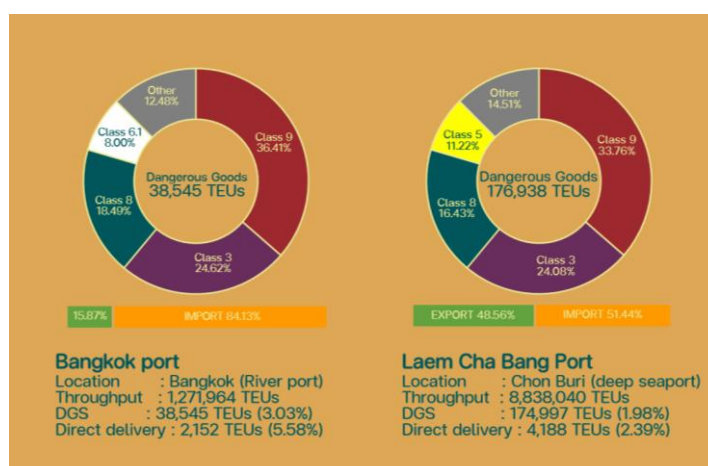 Other
12.48%
Class 9
36.41%
Class 6.1
8.00%
Dangerous Goods
38,545 TEUs
Class 8
18.49%
Class 3
24.62%
15.87%
IMPORT 84.13%
Bangkok port
Location : Bangkok (River port)
Throughput : 1,271,964 TEUs
DGS : 38,545 TEUs (3.03%)
Direct delivery : 2,152 TEUs (5.58%)
Other
14.51%
Class 9
33.76%
Class 5
11.22%
Dangerous Goods
176,938 TEUs
Class 8
16.43%
Class 3
24.08%
EXPORT 48.56%
IMPORT 51.44%
Laem Cha Bang Port
Location : Chon Buri (deep seaport)
Throughput : 8,838,040 TEUs
DGS : 174,997 TEUs (1.98%)
Direct delivery : 4,188 TEUs (2.39%)